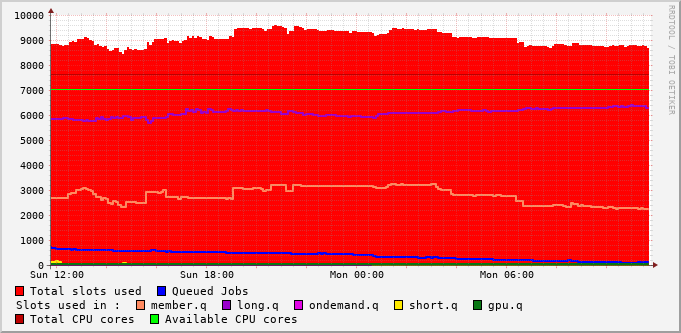 10000
9000
8000
7000
6000
5000
4000
3000
2000
1000
0
Sun 12:00 Sun 18:00 Mon 00:00 Mon 06:00
RRDTOOL / TOBI OETIKER
Total slots used Queued Jobs
Slots used in : member.q long.q ondemand.q short.q gpu.q
Total CPU cores Available CPU cores